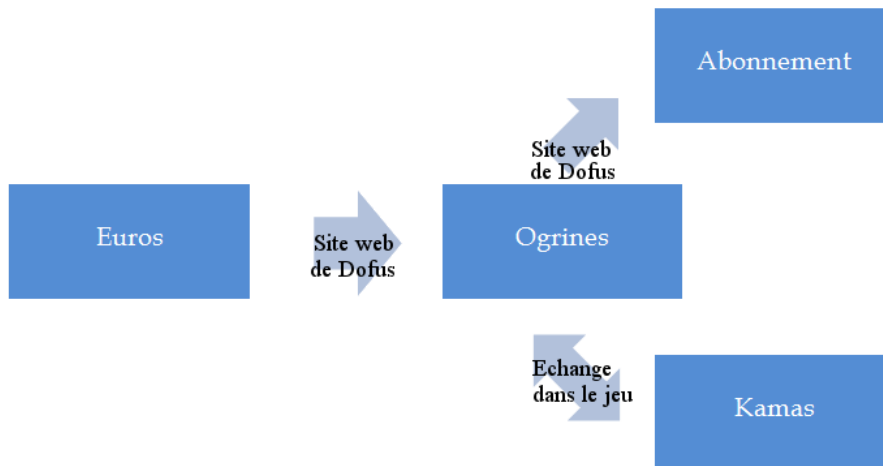 Abonnement
Site web
de Dofus
Euros
Site web
de Dofus
Ogrines
Echange
dans le jeu
Kamas